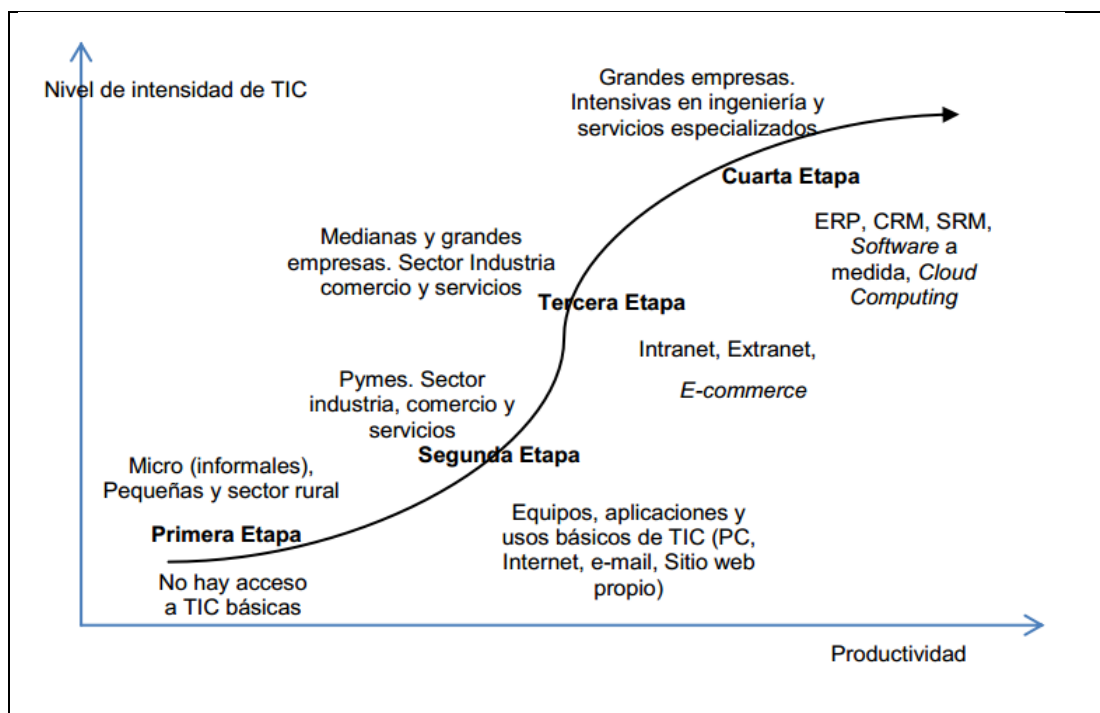 Nivel de intensidad de TIC
Grandes empresas.
Intensivas en ingeniería y
servicios especializados
Cuarta Etapa
ERP, CRM, SRM,
Software a
medida, Cloud
Computing
Medianas y grandes
empresas. Sector Industria
comercio y servicios
Tercera Etapa
Intranet, Extranet,
E-commerce
Pymes. Sector
industria, comercio y
servicios
Segunda Etapa
Equipos, aplicaciones y
usos básicos de TIC (PC,
Internet, e-mail, Sitio web
propio)
Micro (informales),
Pequeñas y sector rural
Primera Etapa
No hay acceso
a TIC básicas
Productividad